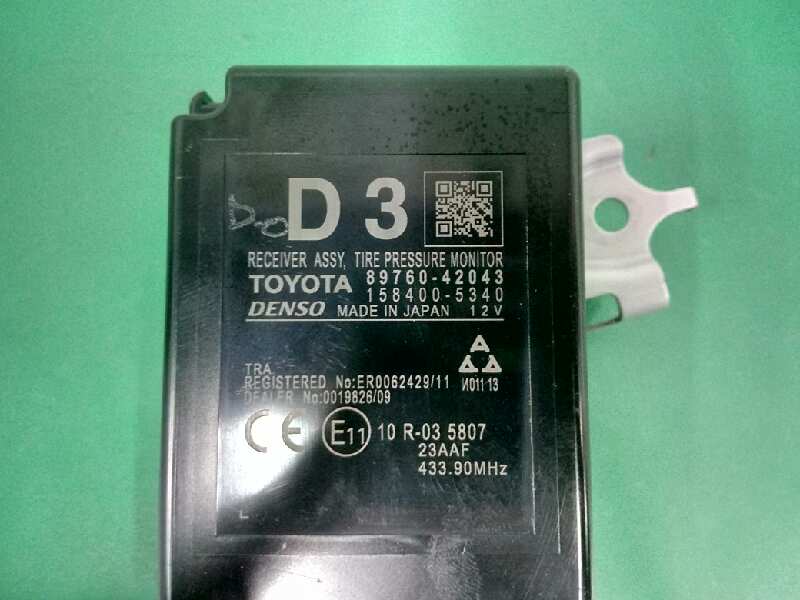 D 3
RECEIVER ASSY, TIRE PRESSURE MONITOR
TOYOTA 89760-42043
158400-5340
DENSO MADE IN JAPAN 12V
TRA
REGISTERED No:ER0062429/11
DEALER No:0019826/09
И011 13
CE E11 10 R-03 5807
23AAF
433.90MHz
L